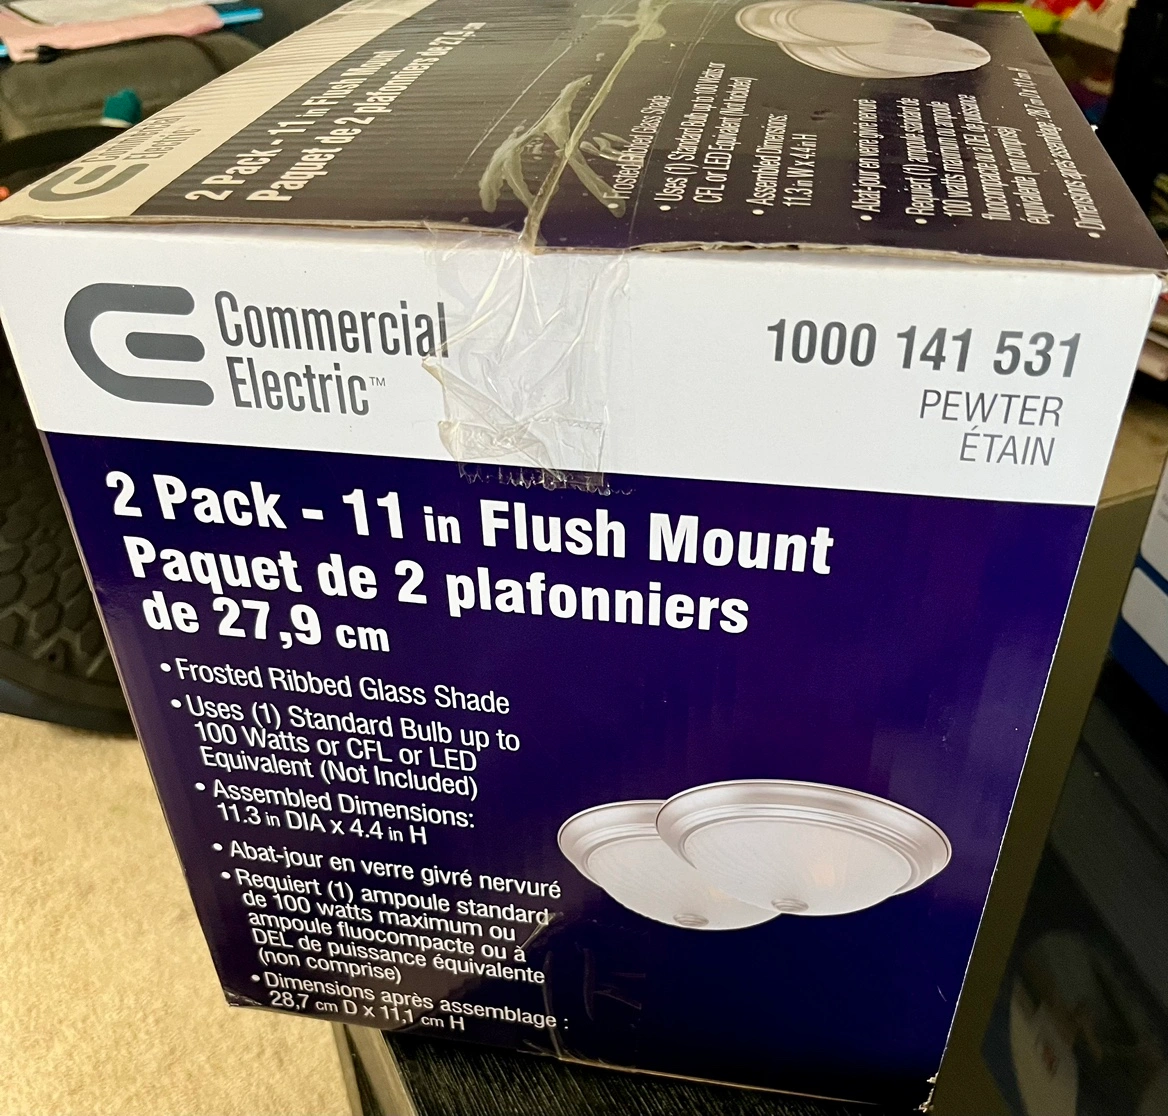 Commercial
Electric
2 Pack - 11 in Flush Mount
Paquet de 2 plafonniers de 27,9 cm
• Frosted Ribbed Glass Shade
• Uses (1) Standard Bulb up to 100 Watts or
CFL or LED Equivalent (Not Included)
• Assembled Dimensions:
11.3 in W x 4.4 in H
• Abat-jour en verre givré nervuré
• Requiert (1) ampoule standard de
100 watts maximum ou ampoule
fluocompacte ou à DEL de puissance
équivalente (non comprise)
• Dimensions après assemblage
Commercial
Electric™
1000 141 531
PEWTER
ÉTAIN
2 Pack - 11 in Flush Mount
Paquet de 2 plafonniers
de 27,9 cm
• Frosted Ribbed Glass Shade
• Uses (1) Standard Bulb up to
100 Watts or CFL or LED
Equivalent (Not Included)
• Assembled Dimensions:
11.3 in DIA x 4.4 in H
• Abat-jour en verre givré nervuré
• Requiert (1) ampoule standard
de 100 watts maximum ou
ampoule fluocompacte ou à
DEL de puissance équivalente
(non comprise)
• Dimensions après assemblage :
28,7 cm D x 11,1 cm H